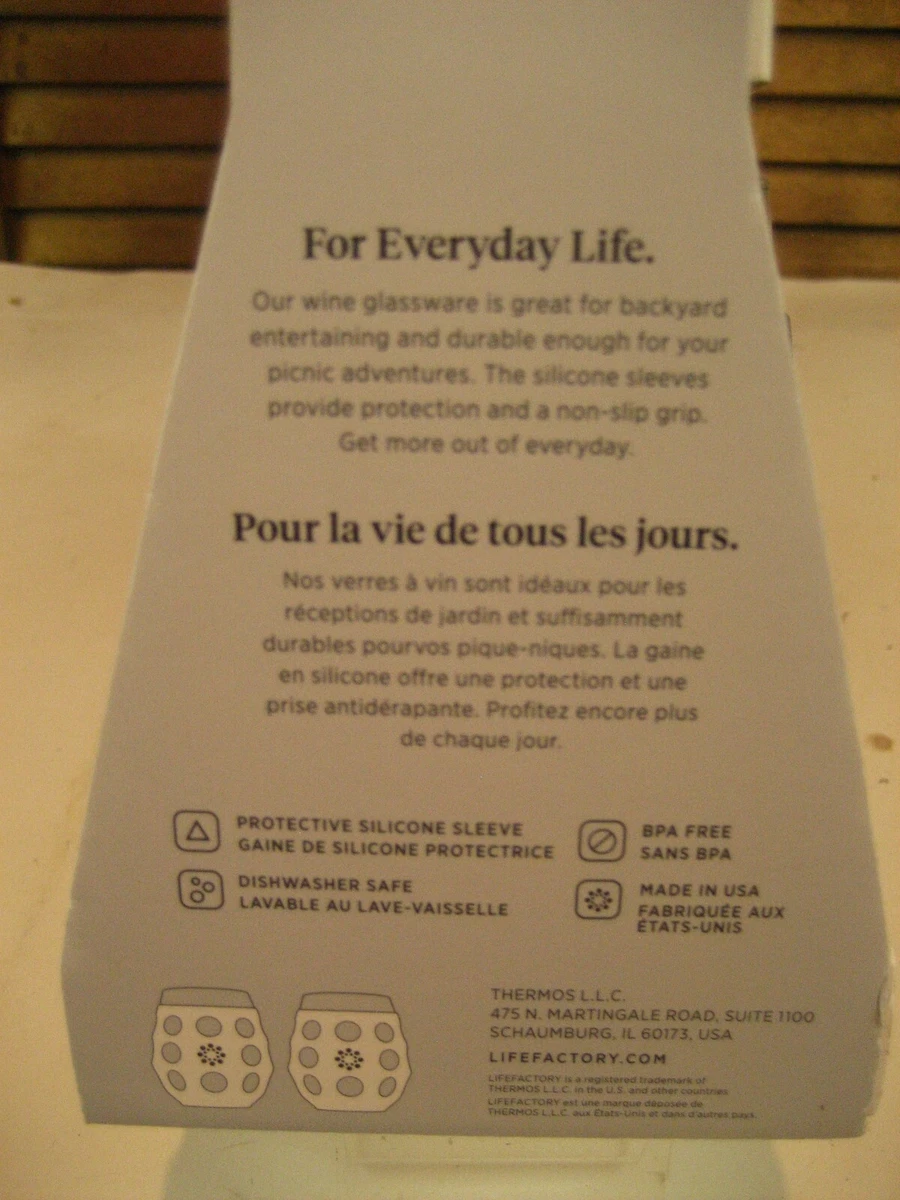 For Everyday Life.
Our wine glassware is great for backyard
entertaining and durable enough for your
picnic adventures. The silicone sleeves
provide protection and a non-slip grip.
Get more out of everyday.
Pour la vie de tous les jours.
Nos verres à vin sont idéaux pour les
réceptions de jardin et suffisamment
durables pourvos pique-niques. La gaine
en silicone offre une protection et une
prise antidérapante. Profitez encore plus
de chaque jour.
PROTECTIVE SILICONE SLEEVE
GAINE DE SILICONE PROTECTRICE
BPA FREE
SANS BPA
DISHWASHER SAFE
LAVABLE AU LAVE-VAISSELLE
MADE IN USA
FABRIQUÉE AUX
ÉTATS-UNIS
THERMOS L.L.C.
475 N. MARTINGALE ROAD, SUITE 1100
SCHAUMBURG, IL 60173, USA
LIFEFACTORY.COM
LIFEFACTORY is a registered trademark of
THERMOS L.L.C. in the U.S. and other countries
LIFEFACTORY est une marque déposée de
THERMOS L.L.C. aux États-Unis et dans d'autres pays.